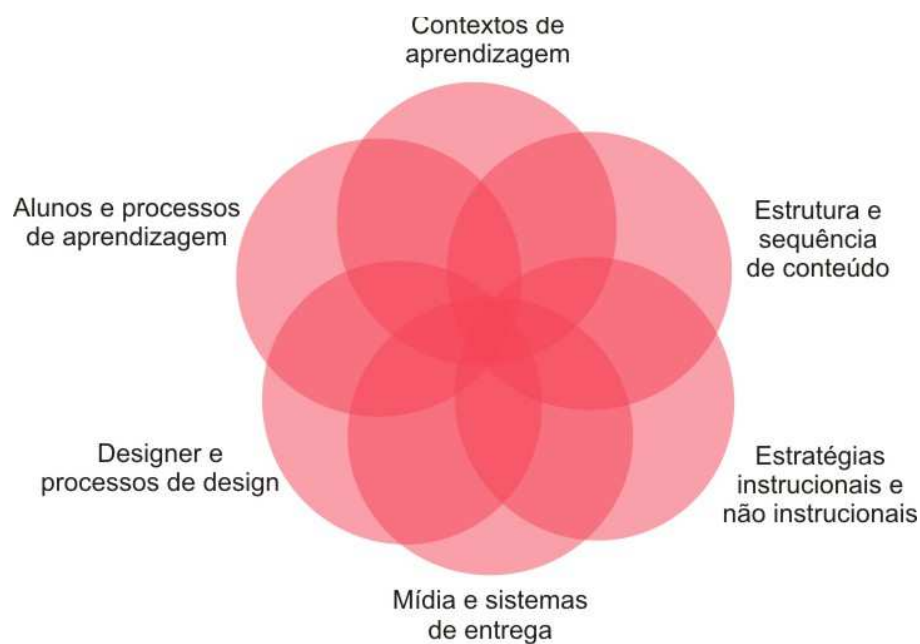 Contextos de
aprendizagem
Alunos e processos
de aprendizagem
Estrutura e
sequência
de conteúdo
Designer e
processos de design
Estratégias
instrucionais e
não instrucionais
Mídia e sistemas
de entrega